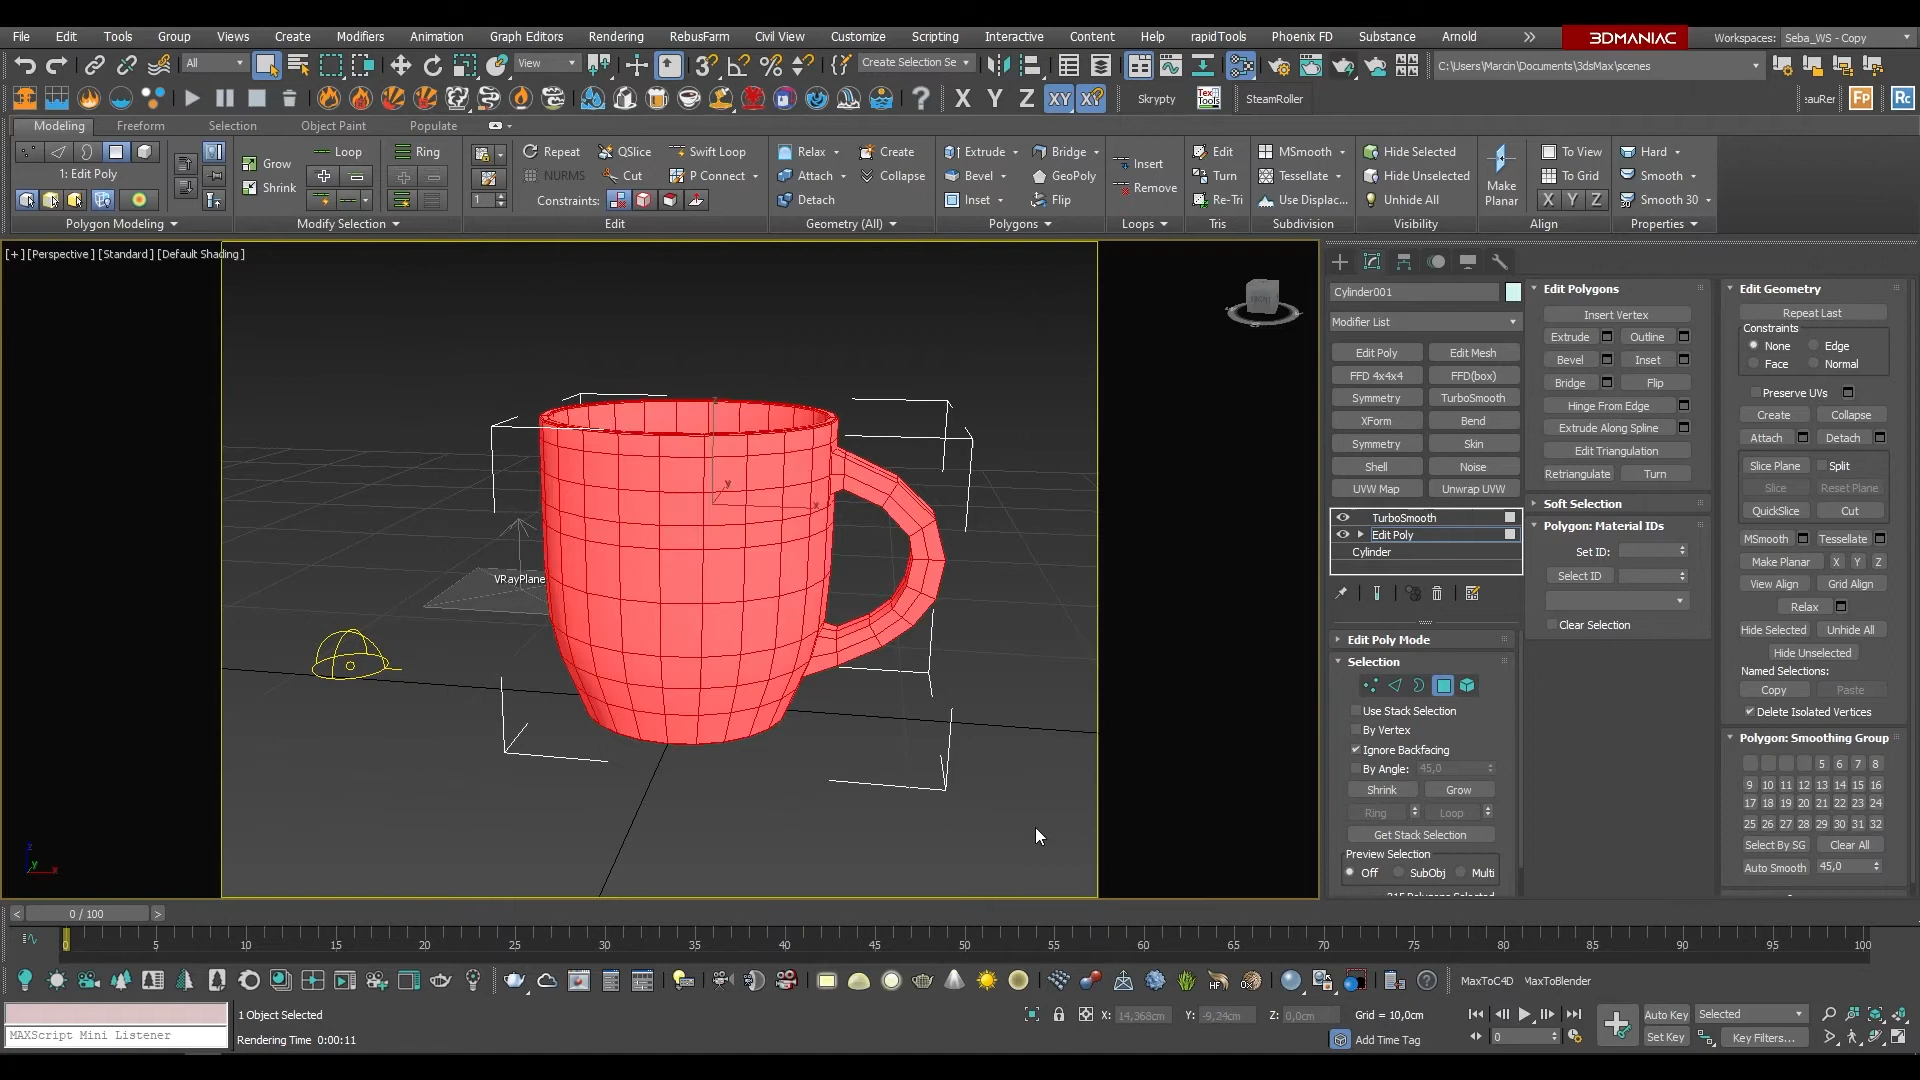 File Edit Tools Group Views Create Modifiers Animation Graph Editors Rendering RebusFarm Civil View Customize Scripting Interactive Content Help rapidTools Phoenix FD Substance Arnold 3DMANIAC Workspaces: Seba_WS - Copy
All View Create Selection Se C:\Users\Marcin\Documents\3dsMax\scenes
X Y Z XY XY Skrypty Tex Tools SteamRoller :eauRer Fp Rc
Modeling Freeform Selection Object Paint Populate
Loop Ring Repeat QSlice Swift Loop Relax Create Extrude Bridge Edit MSmooth Hide Selected To View Hard
Grow Insert
1: Edit Poly NURMS Cut P Connect Attach Collapse Bevel GeoPoly Turn Tessellate Hide Unselected To Grid Smooth
Shrink Remove Make Planar
1 Constraints: Detach Inset Flip Re-Tri Use Displac... Unhide All X Y Z Smooth 30
Polygon Modeling Modify Selection Edit Geometry (All) Polygons Loops Tris Subdivision Visibility Align Properties
[+] [Perspective ] [Standard ] [Default Shading ]
FRONT
VRayPlane
z
y
x
z
y
x
Cylinder001
Modifier List
Edit Poly Edit Mesh
FFD 4x4x4 FFD(box)
Symmetry TurboSmooth
XForm Bend
Symmetry Skin
Shell Noise
UVW Map Unwrap UVW
TurboSmooth
Edit Poly
Cylinder
Edit Poly Mode
Selection
Use Stack Selection
By Vertex
Ignore Backfacing
By Angle: 45,0
Shrink Grow
Ring Loop
Get Stack Selection
Preview Selection
Off SubObj Multi
Edit Polygons
Insert Vertex
Extrude Outline
Bevel Inset
Bridge Flip
Hinge From Edge
Extrude Along Spline
Edit Triangulation
Retriangulate Turn
Soft Selection
Polygon: Material IDs
Set ID:
Select ID
Clear Selection
Edit Geometry
Repeat Last
Constraints
None Edge
Face Normal
Preserve UVs
Create Collapse
Attach Detach
Slice Plane Split
Slice Reset Plane
QuickSlice Cut
MSmooth Tessellate
Make Planar X Y Z
View Align Grid Align
Relax
Hide Selected Unhide All
Hide Unselected
Named Selections:
Copy Paste
Delete Isolated Vertices
Polygon: Smoothing Group
5 6 7 8
9 10 11 12 13 14 15 16
17 18 19 20 21 22 23 24
25 26 27 28 29 30 31 32
Select By SG Clear All
Auto Smooth 45,0
< 0 / 100 >
0 5 10 15 20 25 30 35 40 45 50 55 60 65 70 75 80 85 90 95 100
HF MaxToC4D MaxToBlender
1 Object Selected X: 14,368cm Y: -9,24cm Z: 0,0cm Grid = 10,0cm Auto Key Selected
MAXScript Mini Listener Rendering Time 0:00:11 Add Time Tag 0 Set Key Key Filters...